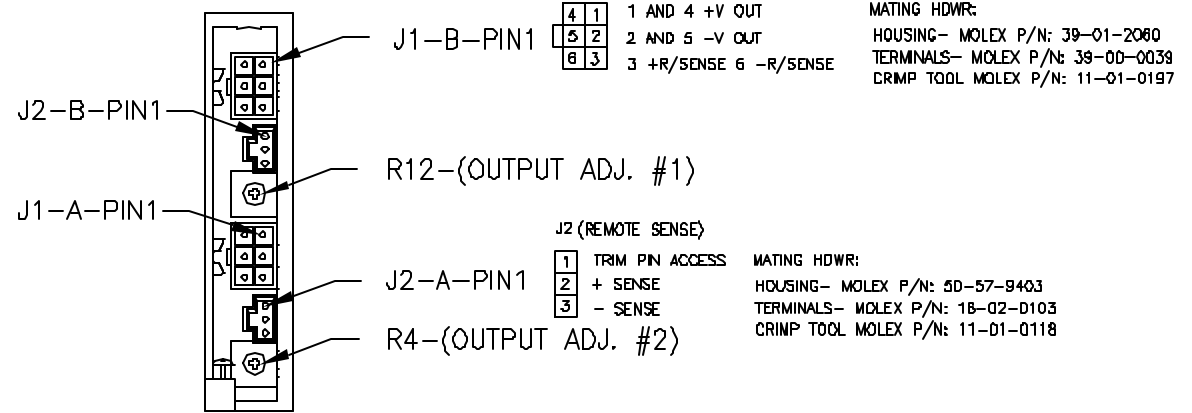 J1-B-PIN1
4 1
5 2
6 3
1 AND 4 +V OUT
2 AND 5 -V OUT
3 +R/SENSE 6 -R/SENSE
MATING HDWR:
HOUSING- MOLEX P/N: 39-01-2060
TERMINALS- MOLEX P/N: 39-00-0039
CRIMP TOOL MOLEX P/N: 11-01-0197
J2-B-PIN1
R12-(OUTPUT ADJ. #1)
J1-A-PIN1
J2 (REMOTE SENSE)
1 TRIM PIN ACCESS
2 + SENSE
3 - SENSE
MATING HDWR:
HOUSING- MOLEX P/N: 50-57-9403
TERMINALS- MOLEX P/N: 16-02-0103
CRIMP TOOL MOLEX P/N: 11-01-0118
J2-A-PIN1
R4-(OUTPUT ADJ. #2)